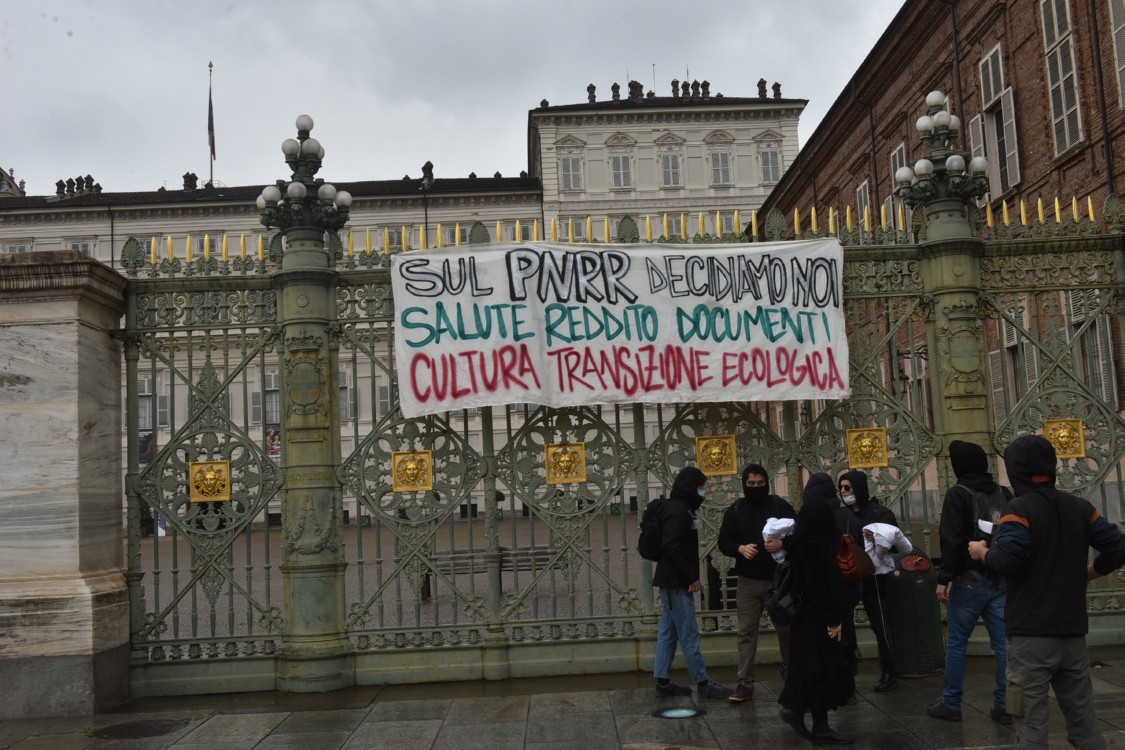 SUL PNRR DECIDIAMO NOI
SALUTE REDDITO DOCUMENTI
CULTURA TRANSIZIONE ECOLOGICA